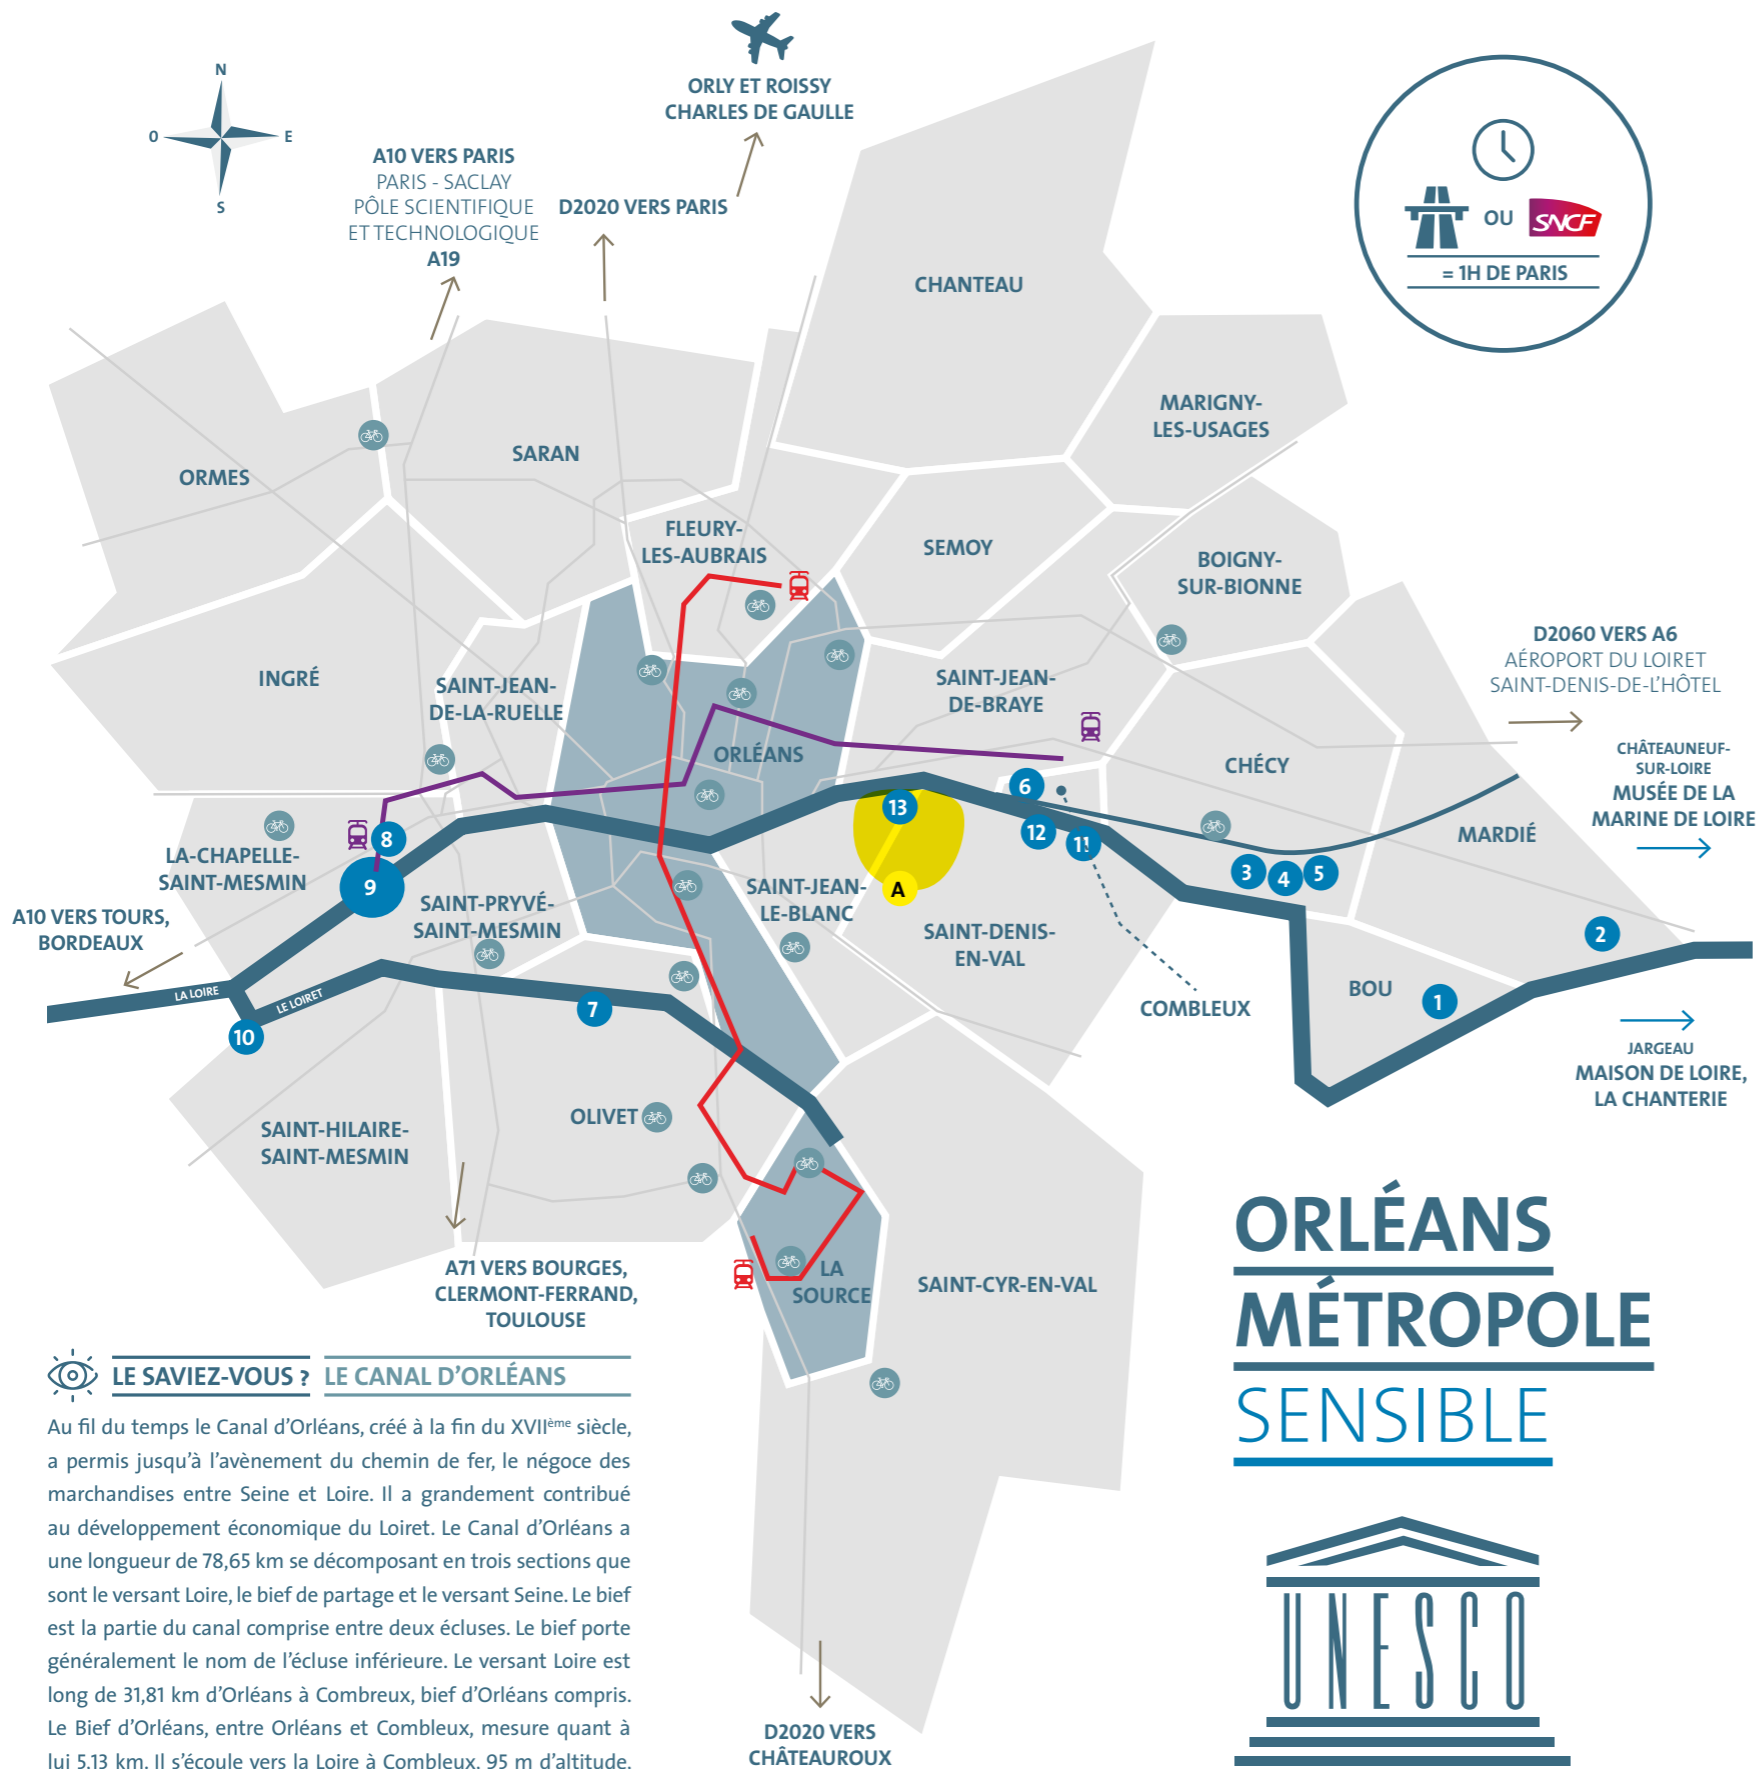 ORLY ET ROISSY
CHARLES DE GAULLE
N
O
E
S
A10 VERS PARIS
PARIS - SACLAY
PÔLE SCIENTIFIQUE
ET TECHNOLOGIQUE
A19
D2020 VERS PARIS
OU
SNCF
= 1H DE PARIS
CHANTEAU
MARIGNY-
LES-USAGES
ORMES
SARAN
FLEURY-
LES-AUBRAIS
SEMOY
BOIGNY-
SUR-BIONNE
INGRÉ
SAINT-JEAN-
DE-LA-RUELLE
SAINT-JEAN-
DE-BRAYE
D2060 VERS A6
AÉROPORT DU LOIRET
SAINT-DENIS-DE-L'HÔTEL
ORLÉANS
CHÉCY
CHÂTEAUNEUF-
SUR-LOIRE
MUSÉE DE LA
MARINE DE LOIRE
6
13
12
11
8
9
3
4
5
MARDIÉ
LA-CHAPELLE-
SAINT-MESMIN
SAINT-PRYVÉ-
SAINT-MESMIN
SAINT-JEAN-
LE-BLANC
A
SAINT-DENIS-
EN-VAL
A10 VERS TOURS,
BORDEAUX
2
LA LOIRE
LE LOIRET
7
10
COMBLEUX
BOU
1
JARGEAU
MAISON DE LOIRE,
LA CHANTERIE
SAINT-HILAIRE-
SAINT-MESMIN
OLIVET
A71 VERS BOURGES,
CLERMONT-FERRAND,
TOULOUSE
LA
SOURCE
SAINT-CYR-EN-VAL
ORLÉANS
MÉTROPOLE
SENSIBLE
LE SAVIEZ-VOUS ? LE CANAL D'ORLÉANS
Au fil du temps le Canal d'Orléans, créé à la fin du XVIIème siècle,
a permis jusqu'à l'avènement du chemin de fer, le négoce des
marchandises entre Seine et Loire. Il a grandement contribué
au développement économique du Loiret. Le Canal d'Orléans a
une longueur de 78,65 km se décomposant en trois sections que
sont le versant Loire, le bief de partage et le versant Seine. Le bief
est la partie du canal comprise entre deux écluses. Le bief porte
généralement le nom de l'écluse inférieure. Le versant Loire est
long de 31,81 km d'Orléans à Combreux, bief d'Orléans compris.
Le Bief d'Orléans, entre Orléans et Combleux, mesure quant à
lui 5,13 km. Il s'écoule vers la Loire à Combleux, 95 m d'altitude,
D2020 VERS
CHÂTEAUROUX
UNESCO